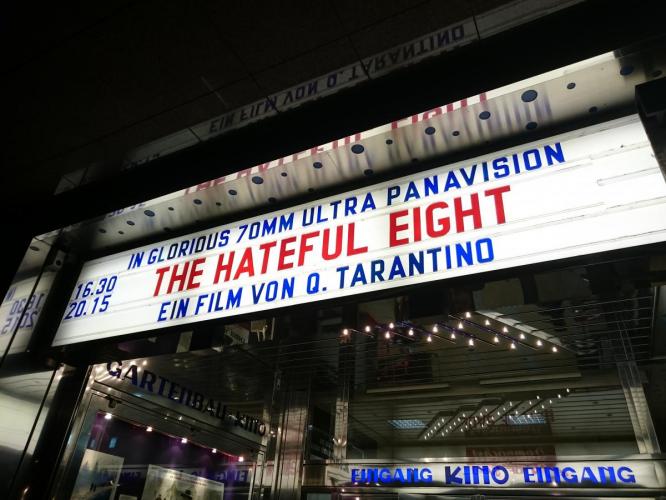 IN GLORIOUS 70MM ULTRA PANAVISION
16.30 THE HATEFUL EIGHT
20.15 EIN FILM VON Q. TARANTINO
GARTENBAU-KINO
EINGANG KINO EINGANG